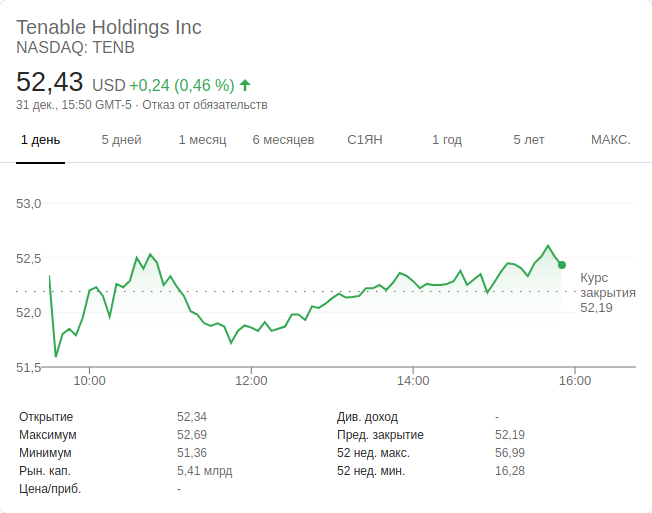 Tenable Holdings Inc
NASDAQ: TENB
52,43 USD +0,24 (0,46 %)
31 дек., 15:50 GMT-5 · Отказ от обязательств
1 день 5 дней 1 месяц 6 месяцев С1ЯН 1 год 5 лет МАКС.
53,0
52,5
52,0
51,5
Курс
закрытия
52,19
10:00 12:00 14:00 16:00
Открытие 52,34 Див. доход -
Максимум 52,69 Пред. закрытие 52,19
Минимум 51,36 52 нед. макс. 56,99
Рын. кап. 5,41 млрд 52 нед. мин. 16,28
Цена/приб. -